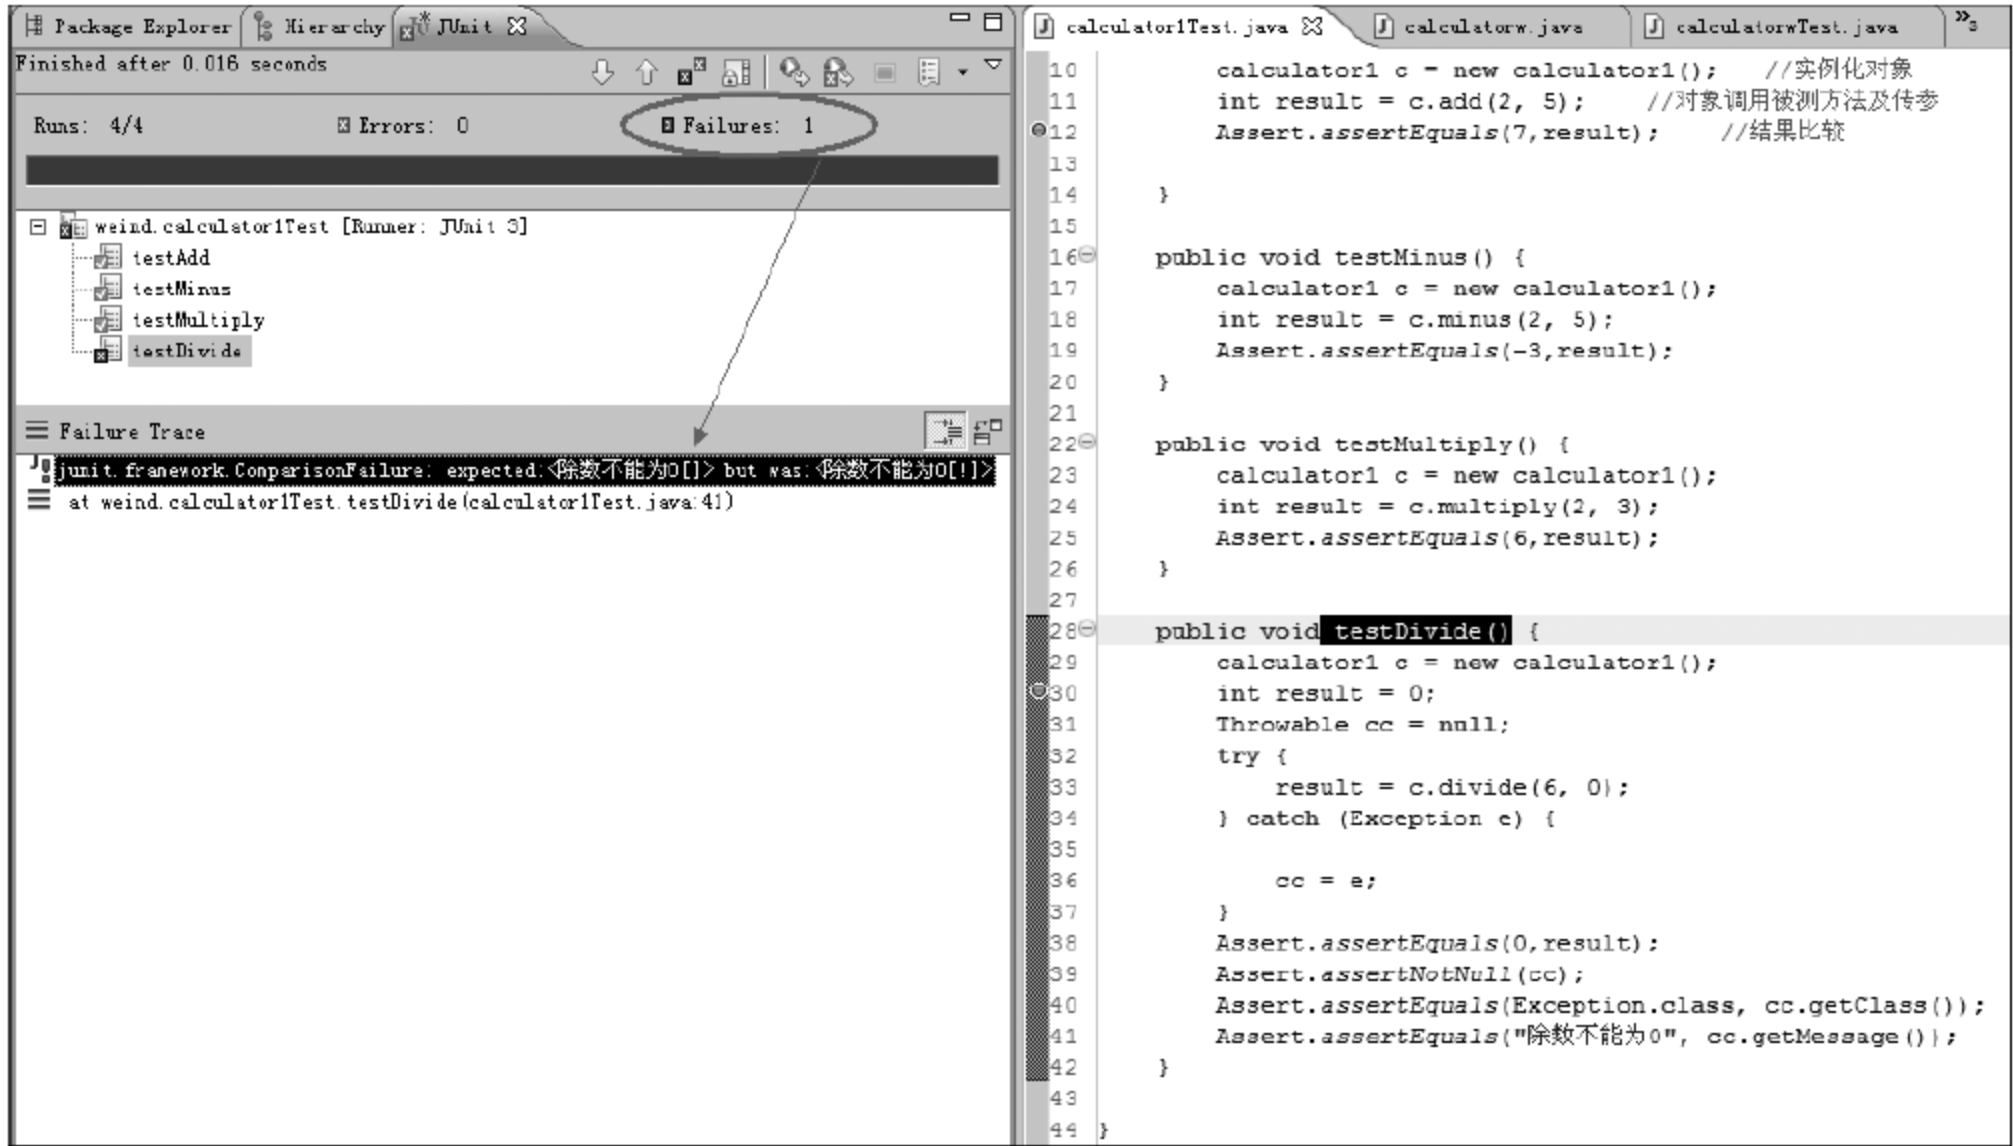 Package Explorer Hierarchy JUnit
Finished after 0.016 seconds
Runs: 4/4 Errors: 0 Failures: 1
weind.calculator1Test [Runner: JUnit 3]
testAdd
testMinus
testMultiply
testDivide
Failure Trace
junit.framework.ComparisonFailure: expected:<除数不能为0[]> but was:<除数不能为0[!]>
at weind.calculator1Test.testDivide(calculator1Test.java:41)
calculator1Test.java calculatorw.java calculatorwTest.java »3
10 calculator1 c = new calculator1(); //实例化对象
11 int result = c.add(2, 5); //对象调用被测方法及传参
12 Assert.assertEquals(7,result); //结果比较
13
14 }
15
16 public void testMinus() {
17 calculator1 c = new calculator1();
18 int result = c.minus(2, 5);
19 Assert.assertEquals(-3,result);
20 }
21
22 public void testMultiply() {
23 calculator1 c = new calculator1();
24 int result = c.multiply(2, 3);
25 Assert.assertEquals(6,result);
26 }
27
28 public void testDivide() {
29 calculator1 c = new calculator1();
30 int result = 0;
31 Throwable cc = null;
32 try {
33 result = c.divide(6, 0);
34 } catch (Exception e) {
35
36 cc = e;
37 }
38 Assert.assertEquals(0,result);
39 Assert.assertNotNull(cc);
40 Assert.assertEquals(Exception.class, cc.getClass());
41 Assert.assertEquals("除数不能为0", cc.getMessage());
42 }
43
44 }